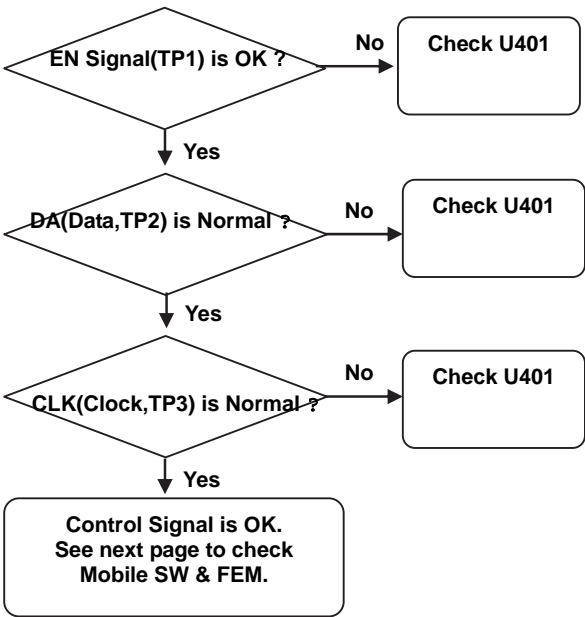 EN Signal(TP1) is OK ?
No
Check U401
Yes
DA(Data,TP2) is Normal ?
No
Check U401
Yes
CLK(Clock,TP3) is Normal ?
No
Check U401
Yes
Control Signal is OK.
See next page to check
Mobile SW & FEM.